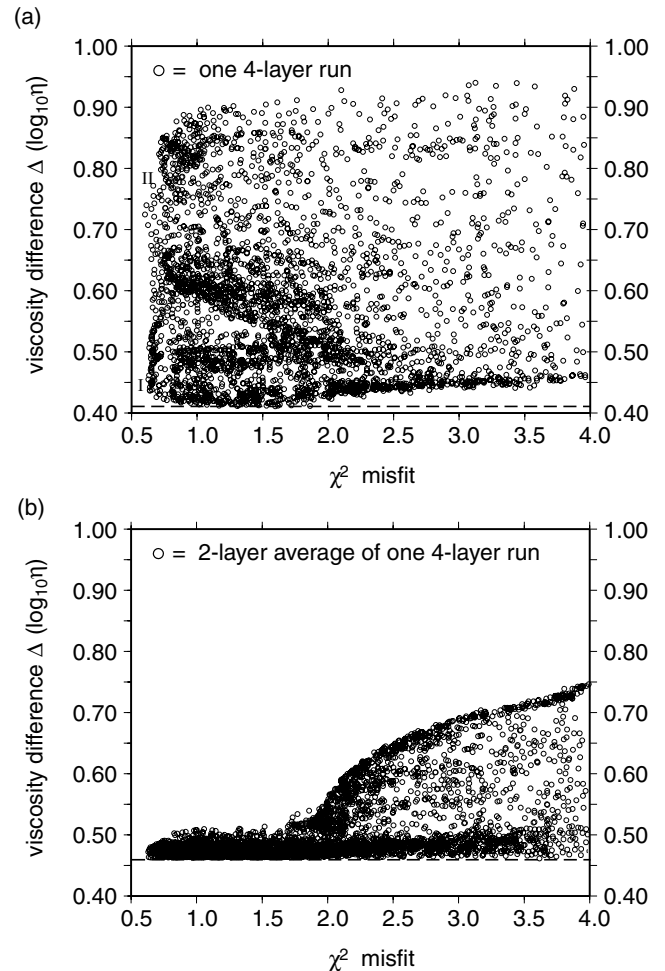 (a)
1.00 1.00
○ = one 4-layer run
0.90 0.90
0.80 0.80
II
0.70 0.70
0.60 0.60
0.50 0.50
I
0.40 0.40
viscosity difference Δ (log₁₀η)
0.5 1.0 1.5 2.0 2.5 3.0 3.5 4.0
χ² misfit
(b)
1.00 1.00
○ = 2-layer average of one 4-layer run
0.90 0.90
0.80 0.80
0.70 0.70
0.60 0.60
0.50 0.50
0.40 0.40
viscosity difference Δ (log₁₀η)
0.5 1.0 1.5 2.0 2.5 3.0 3.5 4.0
χ² misfit